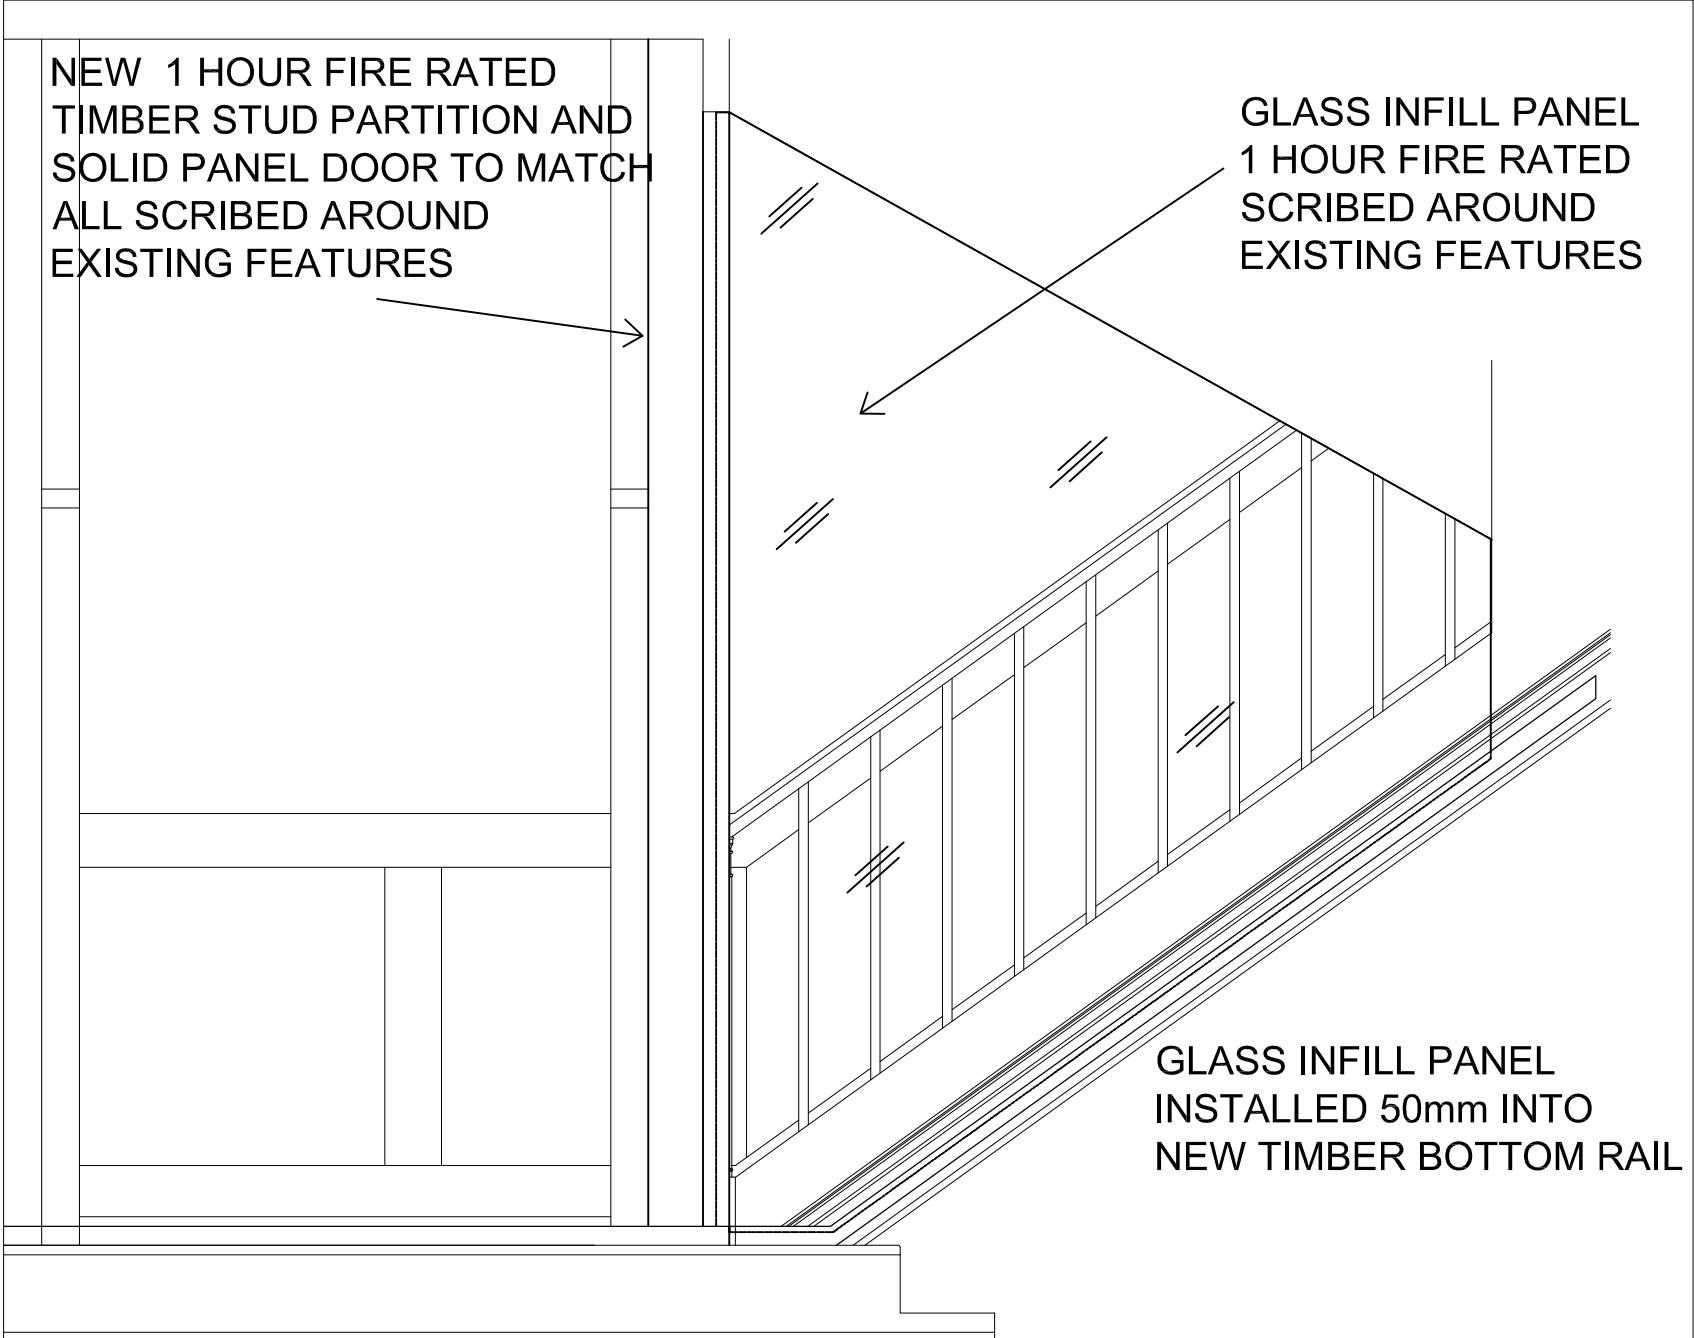 NEW 1 HOUR FIRE RATED
TIMBER STUD PARTITION AND
SOLID PANEL DOOR TO MATCH
ALL SCRIBED AROUND
EXISTING FEATURES
GLASS INFILL PANEL
1 HOUR FIRE RATED
SCRIBED AROUND
EXISTING FEATURES
GLASS INFILL PANEL
INSTALLED 50mm INTO
NEW TIMBER BOTTOM RAIL